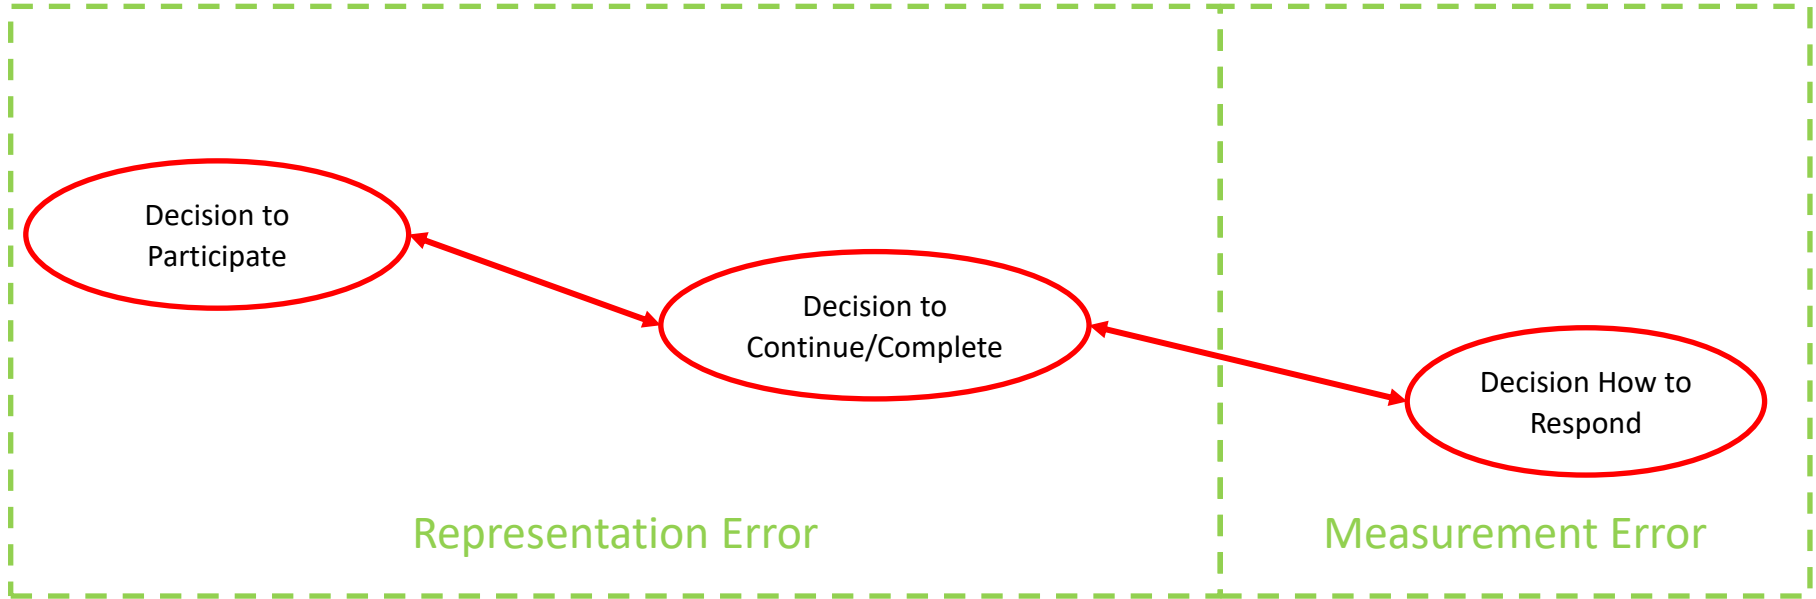 Decision to
Participate
Decision to
Continue/Complete
Decision How to
Respond
Representation Error
Measurement Error